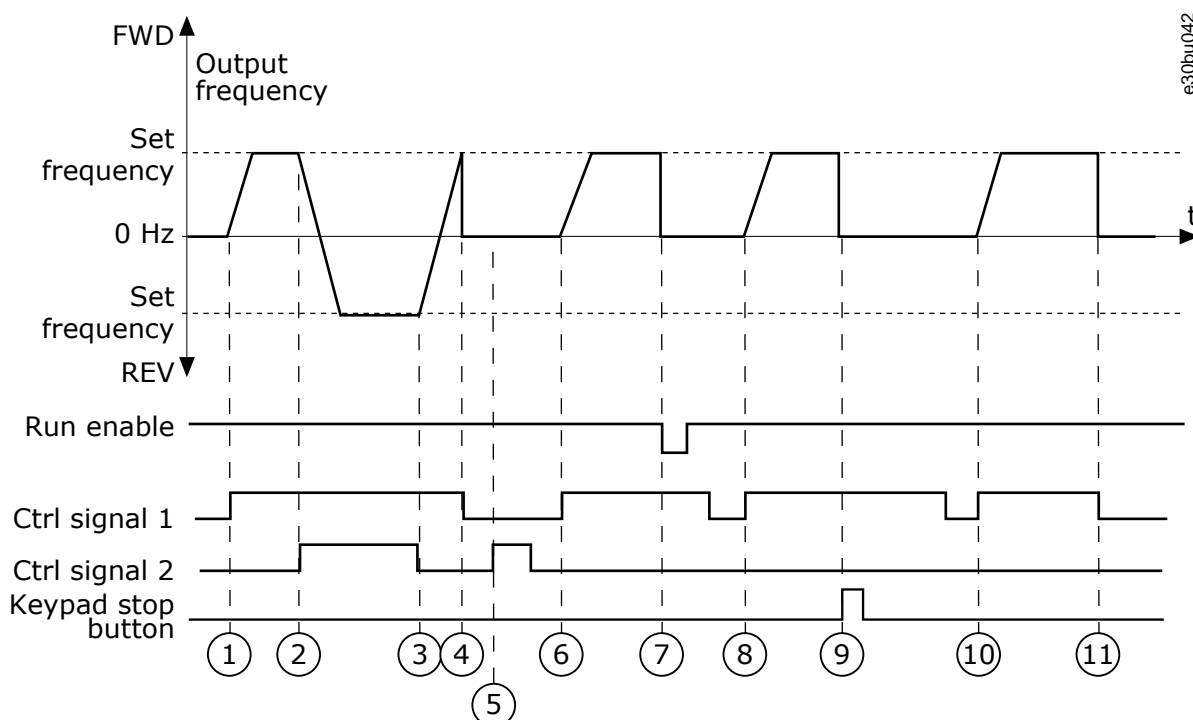 FWD
Output
frequency
e30bu042
Set
frequency
0 Hz
t
Set
frequency
REV
Run enable
Ctrl signal 1
Ctrl signal 2
Keypad stop
button
1 2 3 4 6 7 8 9 10 11
5